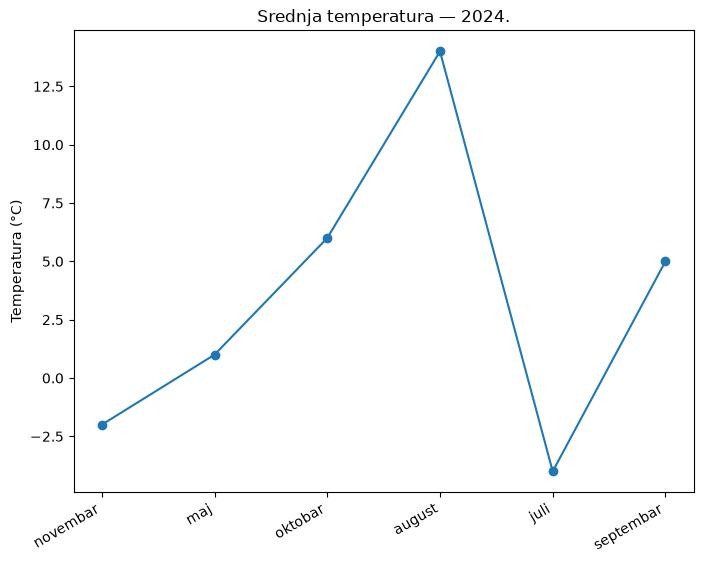 Srednja temperatura — 2024.
Temperatura (°C)
12.5
10.0
7.5
5.0
2.5
0.0
−2.5
novembar
maj
oktobar
august
juli
septembar